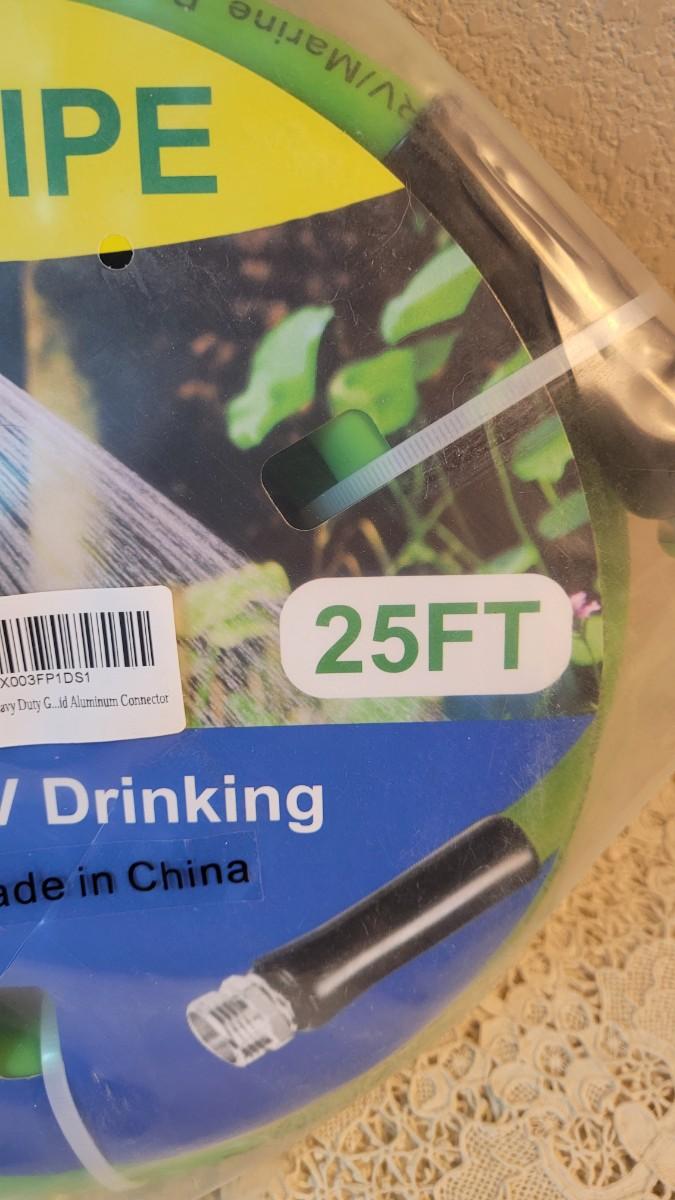 RV/Marine
IPE
25FT
X003FP1DS1
avy Duty G...id Aluminum Connector
Drinking
ade in China